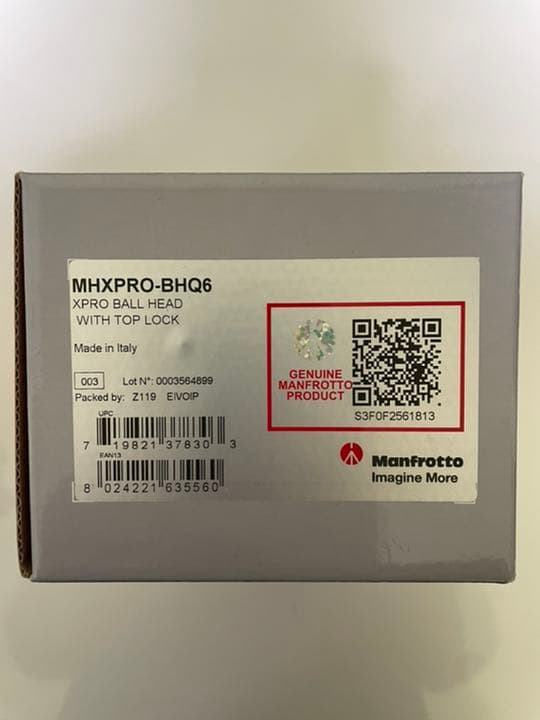 MHXPRO-BHQ6
XPRO BALL HEAD
WITH TOP LOCK
Made in Italy
003 Lot N°: 0003564899
Packed by: Z119 EIVOIP
UPC
7 19821 37830 3
EAN13
8 024221 635560
GENUINE
MANFROTTO
PRODUCT
S3F0F2561813
Manfrotto
Imagine More